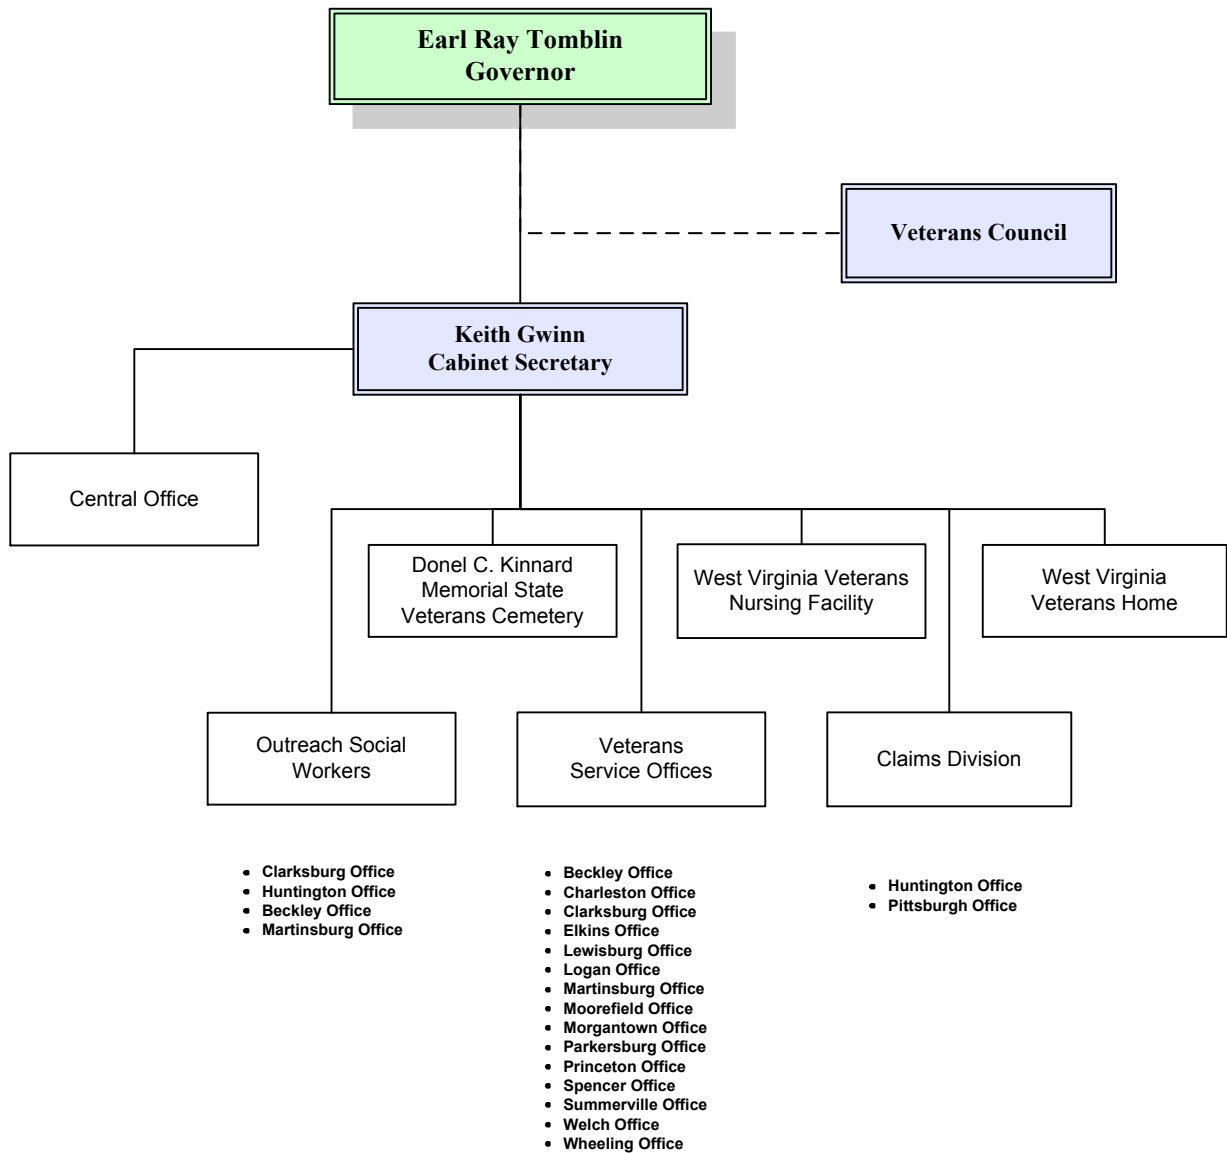 Earl Ray Tomblin
Governor
Veterans Council
Keith Gwinn
Cabinet Secretary
Central Office
Donel C. Kinnard
Memorial State
Veterans Cemetery
West Virginia Veterans
Nursing Facility
West Virginia
Veterans Home
Outreach Social
Workers
Veterans
Service Offices
Claims Division
• Clarksburg Office
• Huntington Office
• Beckley Office
• Martinsburg Office
• Beckley Office
• Charleston Office
• Clarksburg Office
• Elkins Office
• Lewisburg Office
• Logan Office
• Martinsburg Office
• Moorefield Office
• Morgantown Office
• Parkersburg Office
• Princeton Office
• Spencer Office
• Summerville Office
• Welch Office
• Wheeling Office
• Huntington Office
• Pittsburgh Office